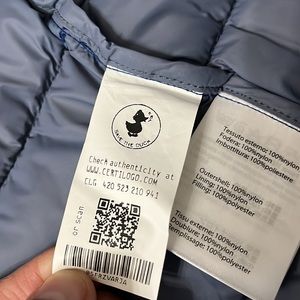 SAVE THE DUCK
Check authenticity at
WWW.CERTILOGO.COM
CLG 420 523 210 941
or scan
Tessuto esterno: 100%nylon
Fodera: 100%nylon
Imbottitura: 100%polyester
Outershell: 100%nylon
Lining: 100%nylon
Filling: 100%polyester
Tissu externe: 100%nylon
Doublure: 100%nylon
Remplissage: 100%polyester